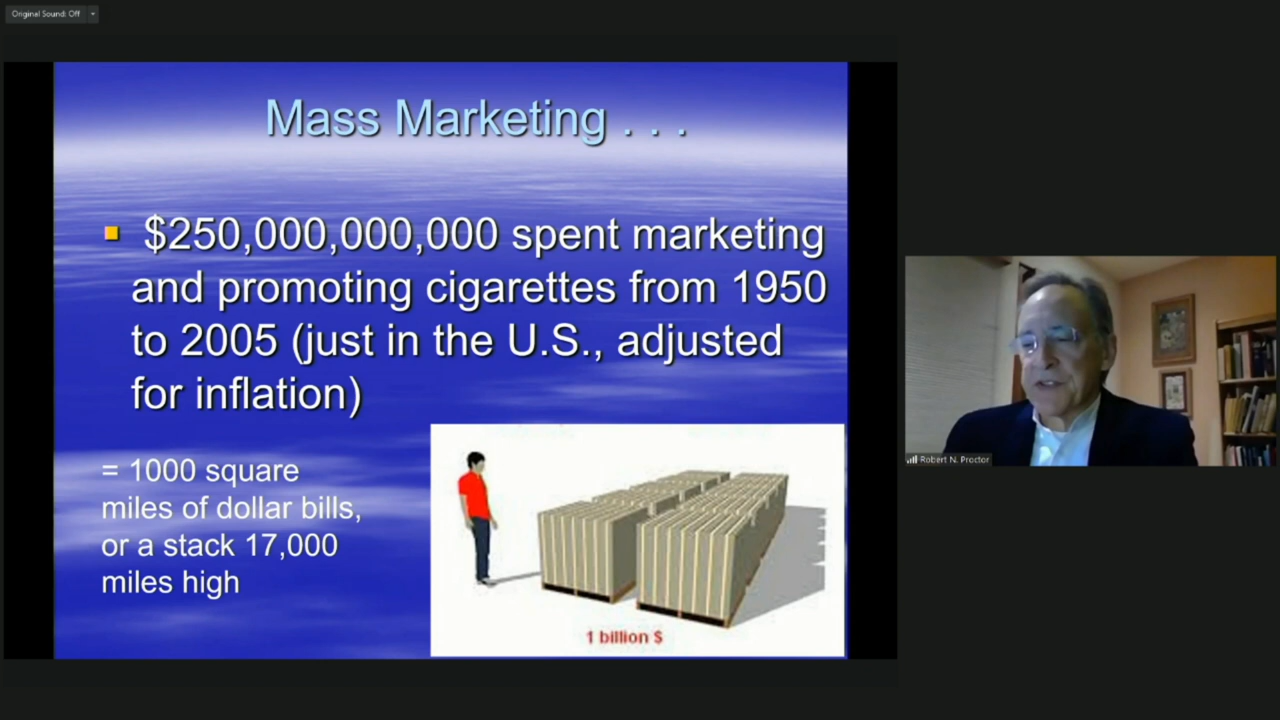 Original Sound: Off
Mass Marketing . . .
$250,000,000,000 spent marketing
and promoting cigarettes from 1950
to 2005 (just in the U.S., adjusted
for inflation)
= 1000 square
miles of dollar bills,
or a stack 17,000
miles high
1 billion $
Robert N. Proctor